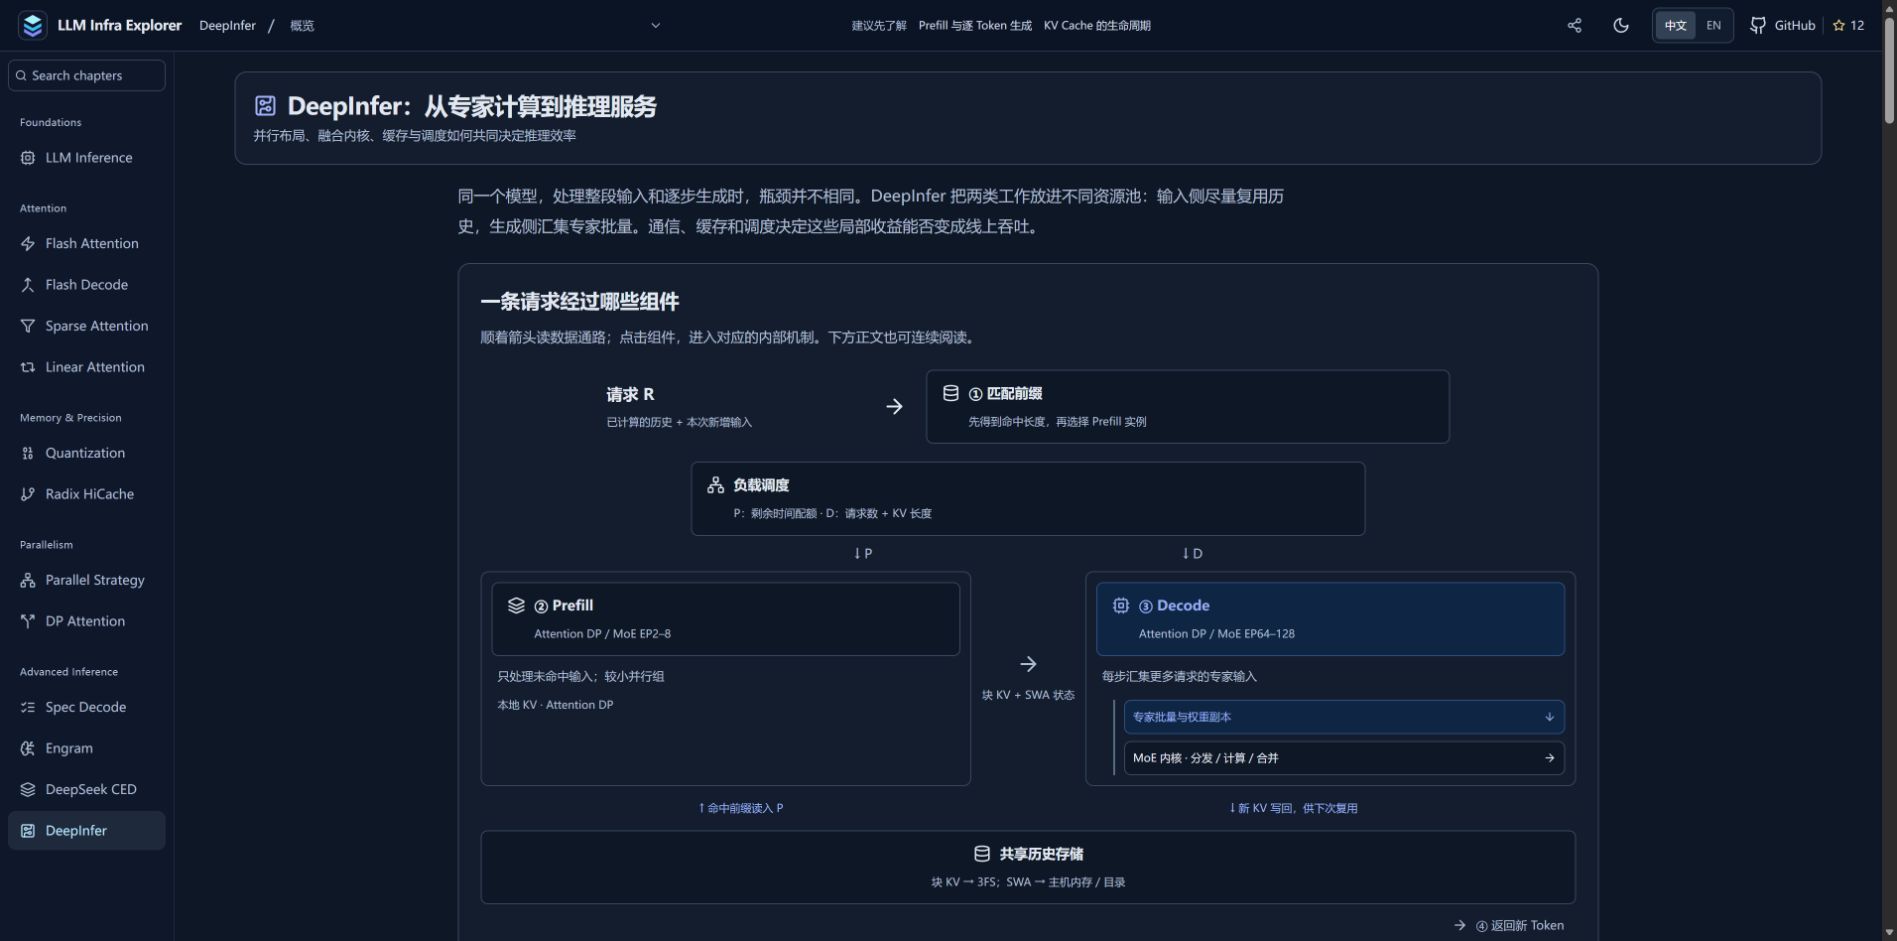 LLM Infra Explorer
DeepInfer / 概览
建议先了解 Prefill 与逐 Token 生成 KV Cache 的生命周期
中文 EN
GitHub
12
Search chapters
Foundations
LLM Inference
Attention
Flash Attention
Flash Decode
Sparse Attention
Linear Attention
Memory & Precision
Quantization
Radix HiCache
Parallelism
Parallel Strategy
DP Attention
Advanced Inference
Spec Decode
Engram
DeepSeek CED
DeepInfer
DeepInfer：从专家计算到推理服务
并行布局、融合内核、缓存与调度如何共同决定推理效率
同一个模型，处理整段输入和逐步生成时，瓶颈并不相同。DeepInfer 把两类工作放进不同资源池：输入侧尽量复用历
史，生成侧汇集专家批量。通信、缓存和调度决定这些局部收益能否变成线上吞吐。
一条请求经过哪些组件
顺着箭头读数据通路；点击组件，进入对应的内部机制。下方正文也可连续阅读。
请求 R
已计算的历史 + 本次新增输入
→
① 匹配前缀
先得到命中长度，再选择 Prefill 实例
负载调度
P：剩余时间配额 · D：请求数 + KV 长度
↓ P
↓ D
② Prefill
Attention DP / MoE EP2–8
只处理未命中输入；较小并行组
本地 KV · Attention DP
→
块 KV + SWA 状态
③ Decode
Attention DP / MoE EP64–128
每步汇集更多请求的专家输入
专家批量与权重副本 ↓
MoE 内核 · 分发 / 计算 / 合并 →
↑ 命中前缀读入 P
↓ 新 KV 写回，供下次复用
共享历史存储
块 KV → 3FS；SWA → 主机内存 / 目录
→ ④ 返回新 Token